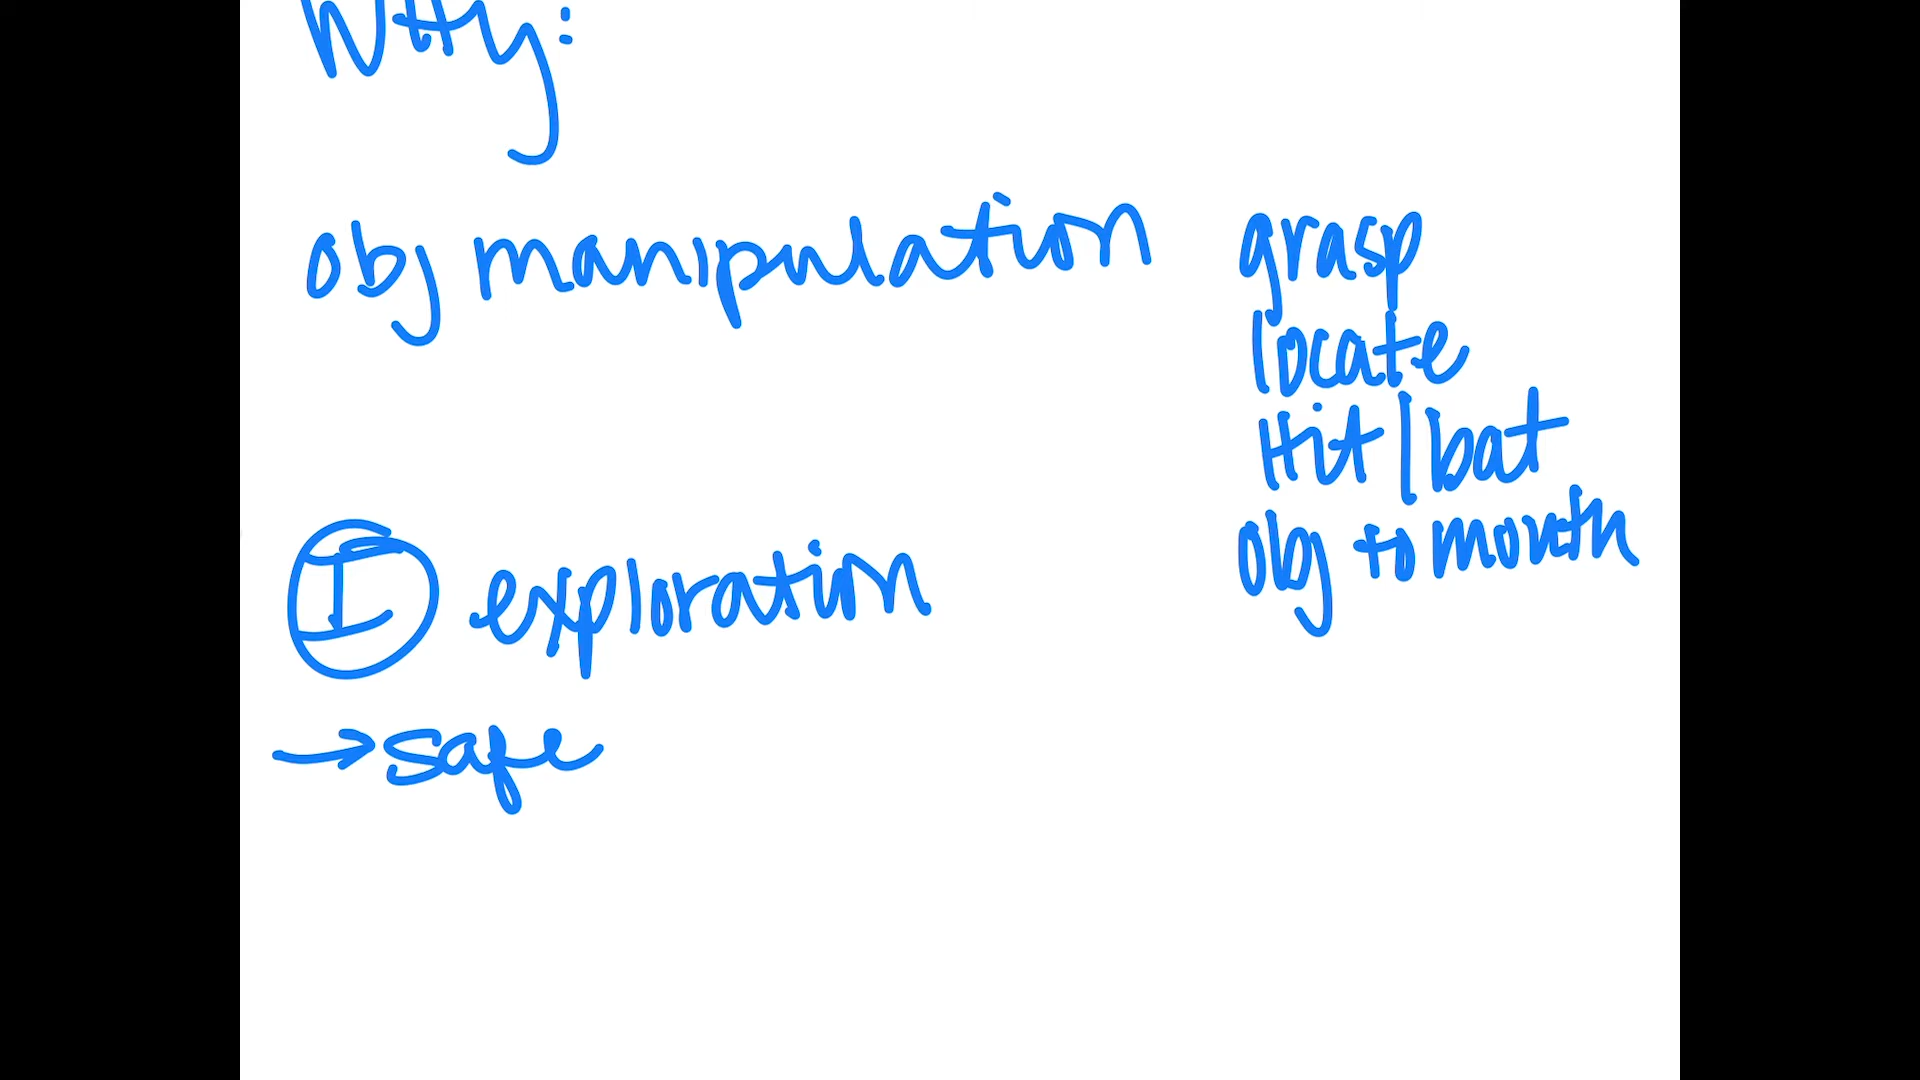 Why:
obj manipulation
grasp
locate
Hit/bat
obj to mouth
I exploration
→ safe